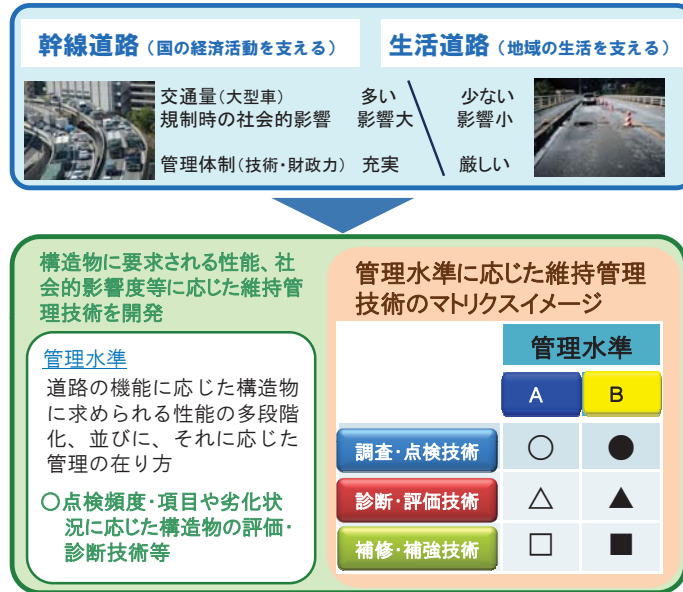 幹線道路（国の経済活動を支える）
生活道路（地域の生活を支える）
交通量（大型車） 多い 少ない
規制時の社会的影響 影響大 影響小
管理体制（技術・財政力） 充実 厳しい
構造物に要求される性能、社
会的影響度等に応じた維持管
理技術を開発
管理水準
道路の機能に応じた構造物
に求められる性能の多段階
化、並びに、それに応じた
管理の在り方
○点検頻度・項目や劣化状
況に応じた構造物の評価・
診断技術等
管理水準に応じた維持管理
技術のマトリクスイメージ
管理水準
A B
調査・点検技術 ○ ●
診断・評価技術 △ ▲
補修・補強技術 □ ■